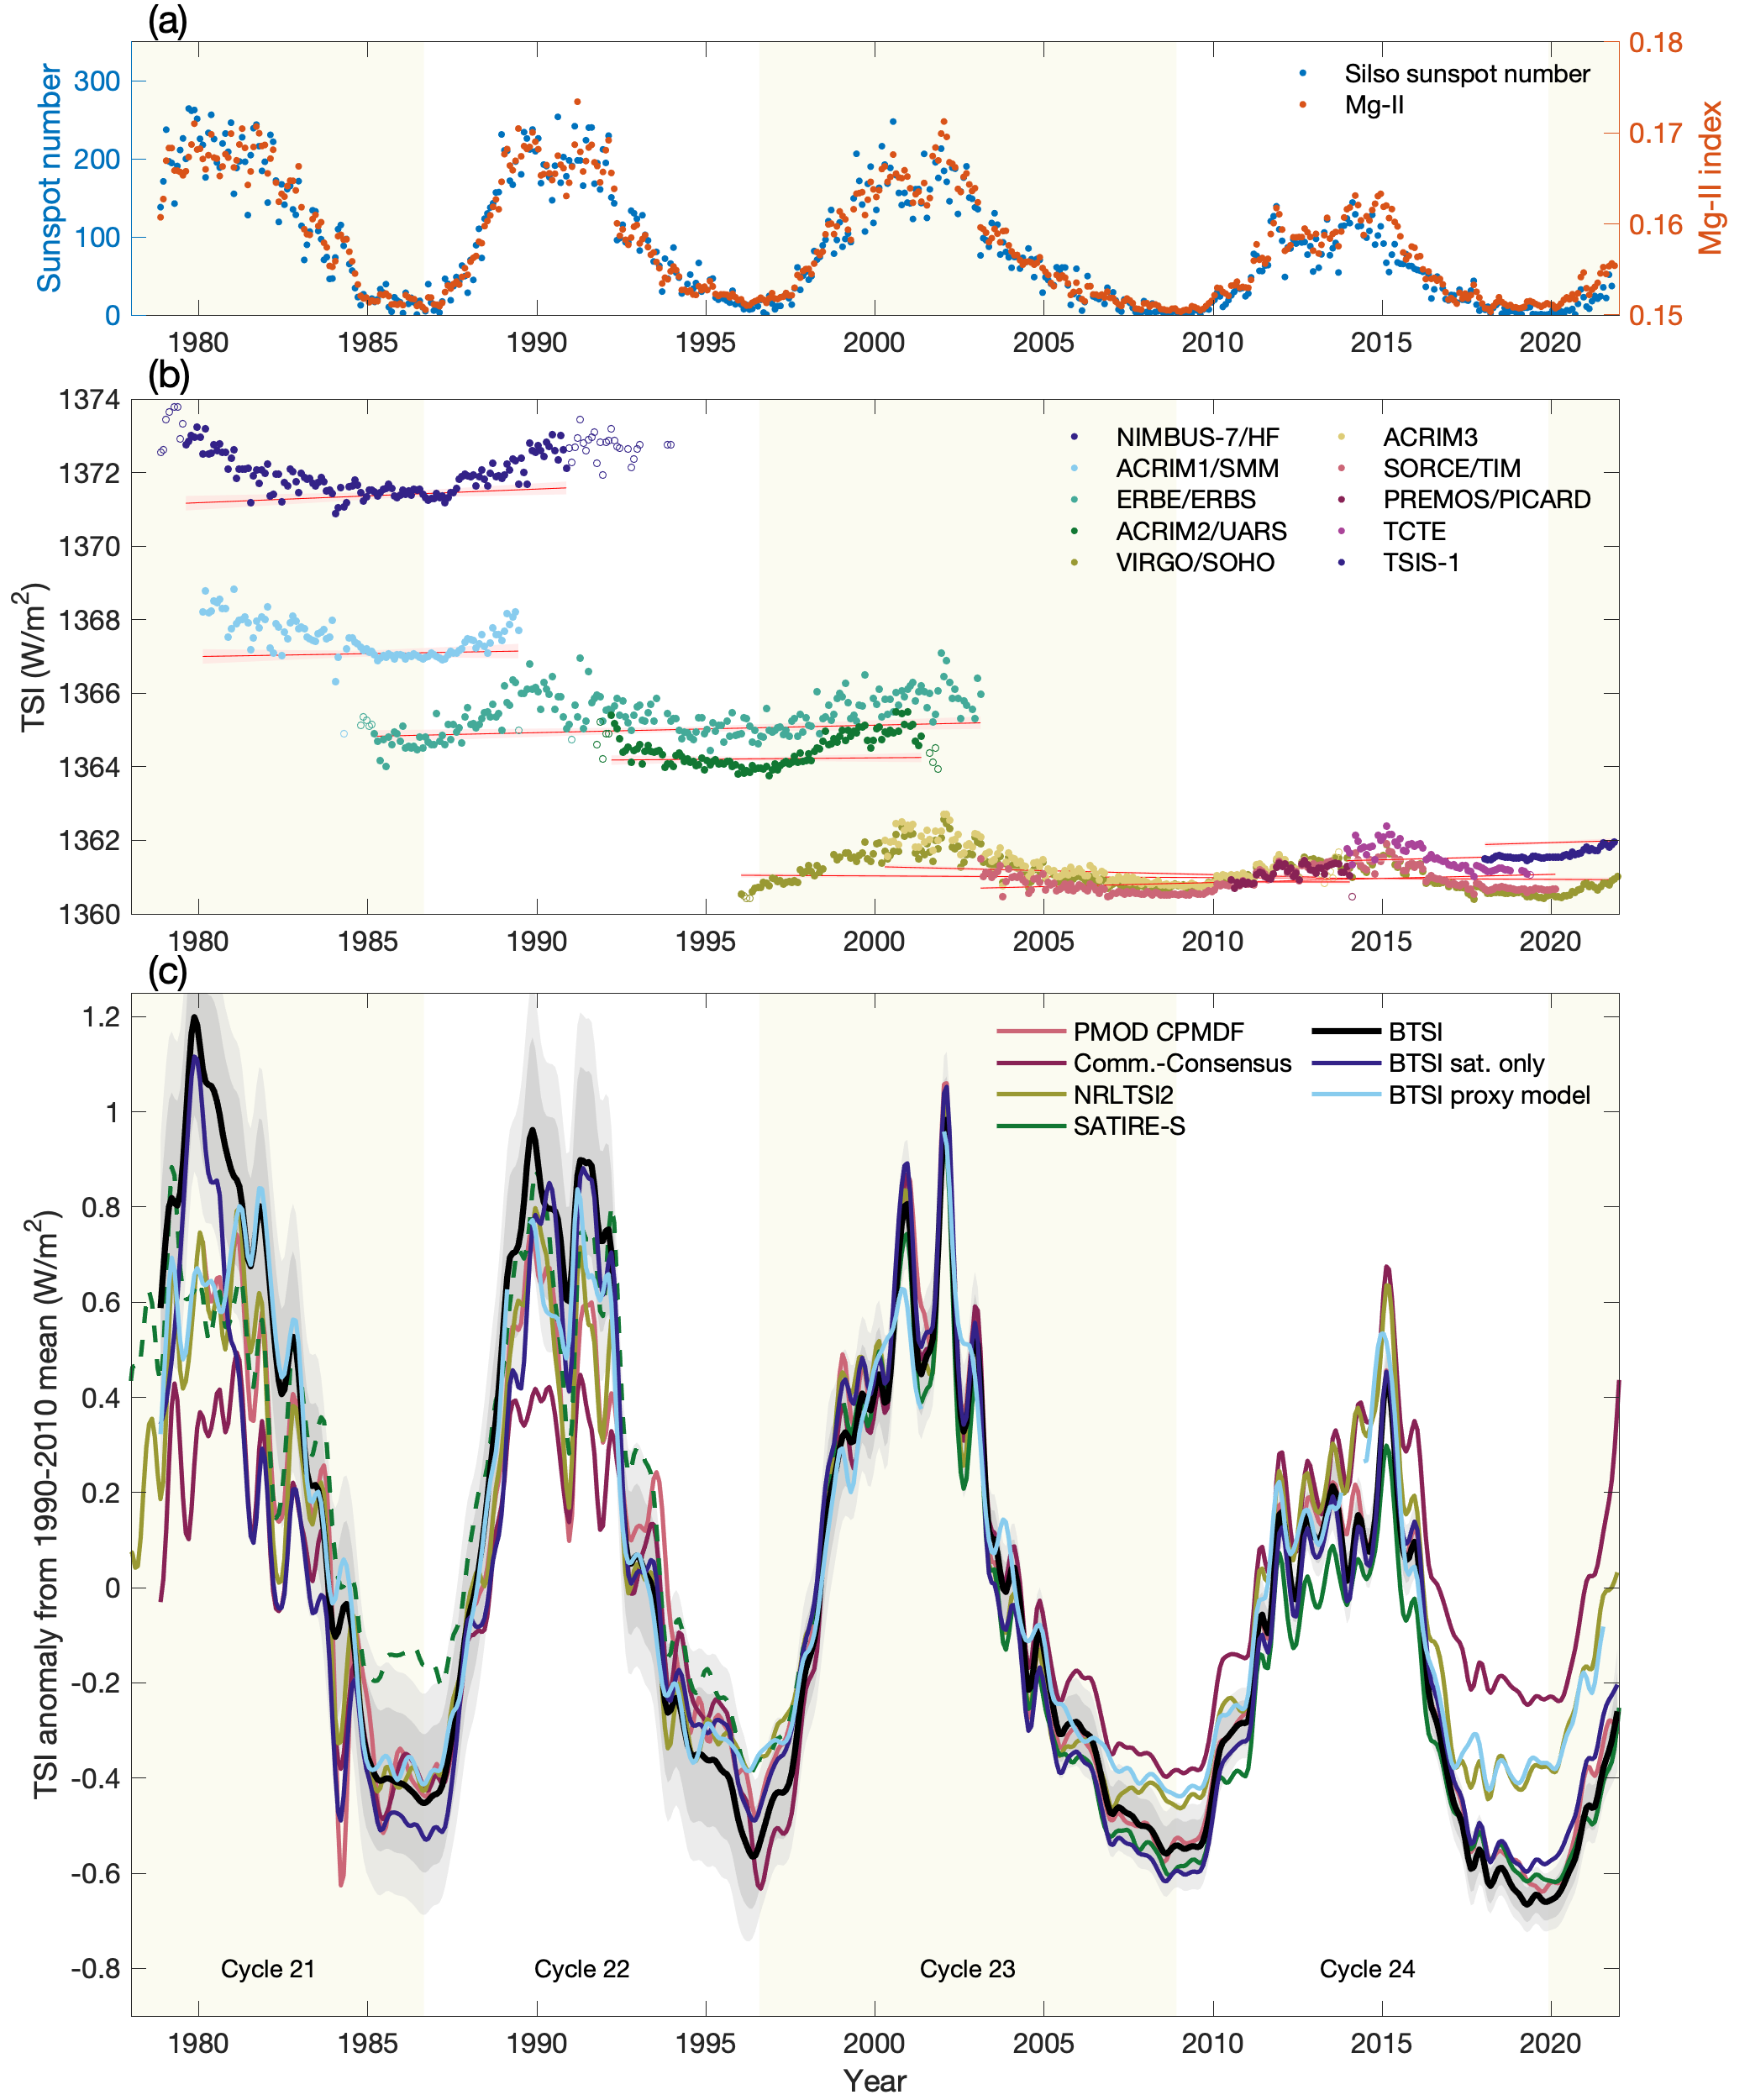 (a)
300
200
100
0
Sunspot number
Silso sunspot number
Mg-II
0.18
0.17
0.16
0.15
Mg-II index
1980 1985 1990 1995 2000 2005 2010 2015 2020
(b)
1374
1372
1370
1368
1366
1364
1362
1360
TSI (W/m²)
NIMBUS-7/HF
ACRIM1/SMM
ERBE/ERBS
ACRIM2/UARS
VIRGO/SOHO
ACRIM3
SORCE/TIM
PREMOS/PICARD
TCTE
TSIS-1
1980 1985 1990 1995 2000 2005 2010 2015 2020
(c)
1.2
1
0.8
0.6
0.4
0.2
0
-0.2
-0.4
-0.6
-0.8
TSI anomaly from 1990-2010 mean (W/m²)
PMOD CPMDF
Comm.-Consensus
NRLTSI2
SATIRE-S
BTSI
BTSI sat. only
BTSI proxy model
Cycle 21 Cycle 22 Cycle 23 Cycle 24
1980 1985 1990 1995 2000 2005 2010 2015 2020
Year